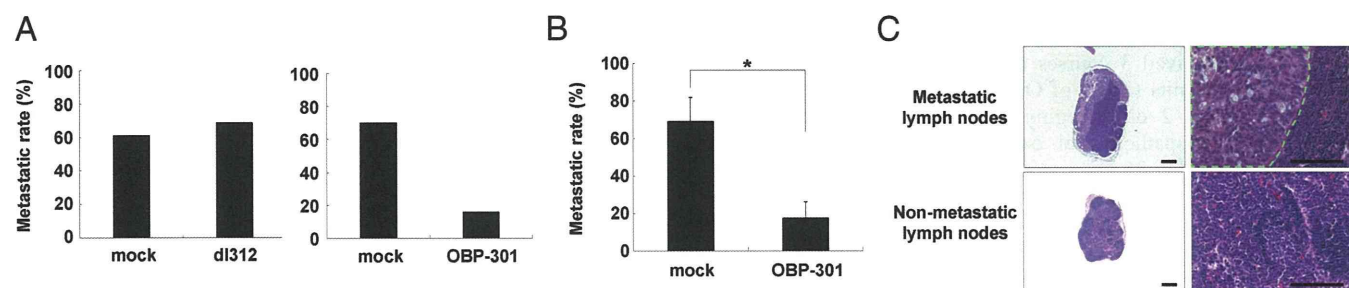 A
Metastatic rate (%)
100
80
60
40
20
0
mock
dl312
100
80
60
40
20
0
mock
OBP-301
B
Metastatic rate (%)
100
80
60
40
20
0
*
mock
OBP-301
C
Metastatic
lymph nodes
Non-metastatic
lymph nodes